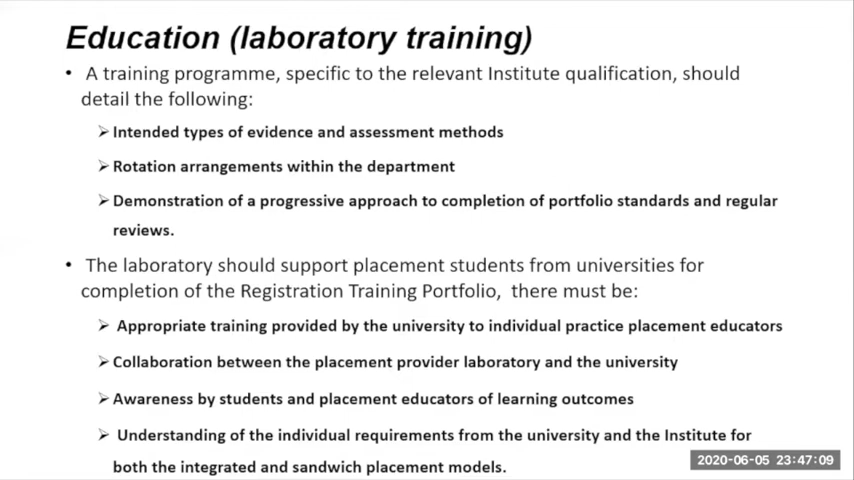 Education (laboratory training)
• A training programme, specific to the relevant Institute qualification, should
detail the following:
➢ Intended types of evidence and assessment methods
➢ Rotation arrangements within the department
➢ Demonstration of a progressive approach to completion of portfolio standards and regular
reviews.
• The laboratory should support placement students from universities for
completion of the Registration Training Portfolio, there must be:
➢ Appropriate training provided by the university to individual practice placement educators
➢ Collaboration between the placement provider laboratory and the university
➢ Awareness by students and placement educators of learning outcomes
➢ Understanding of the individual requirements from the university and the Institute for
both the integrated and sandwich placement models.
2020-06-05 23:47:09